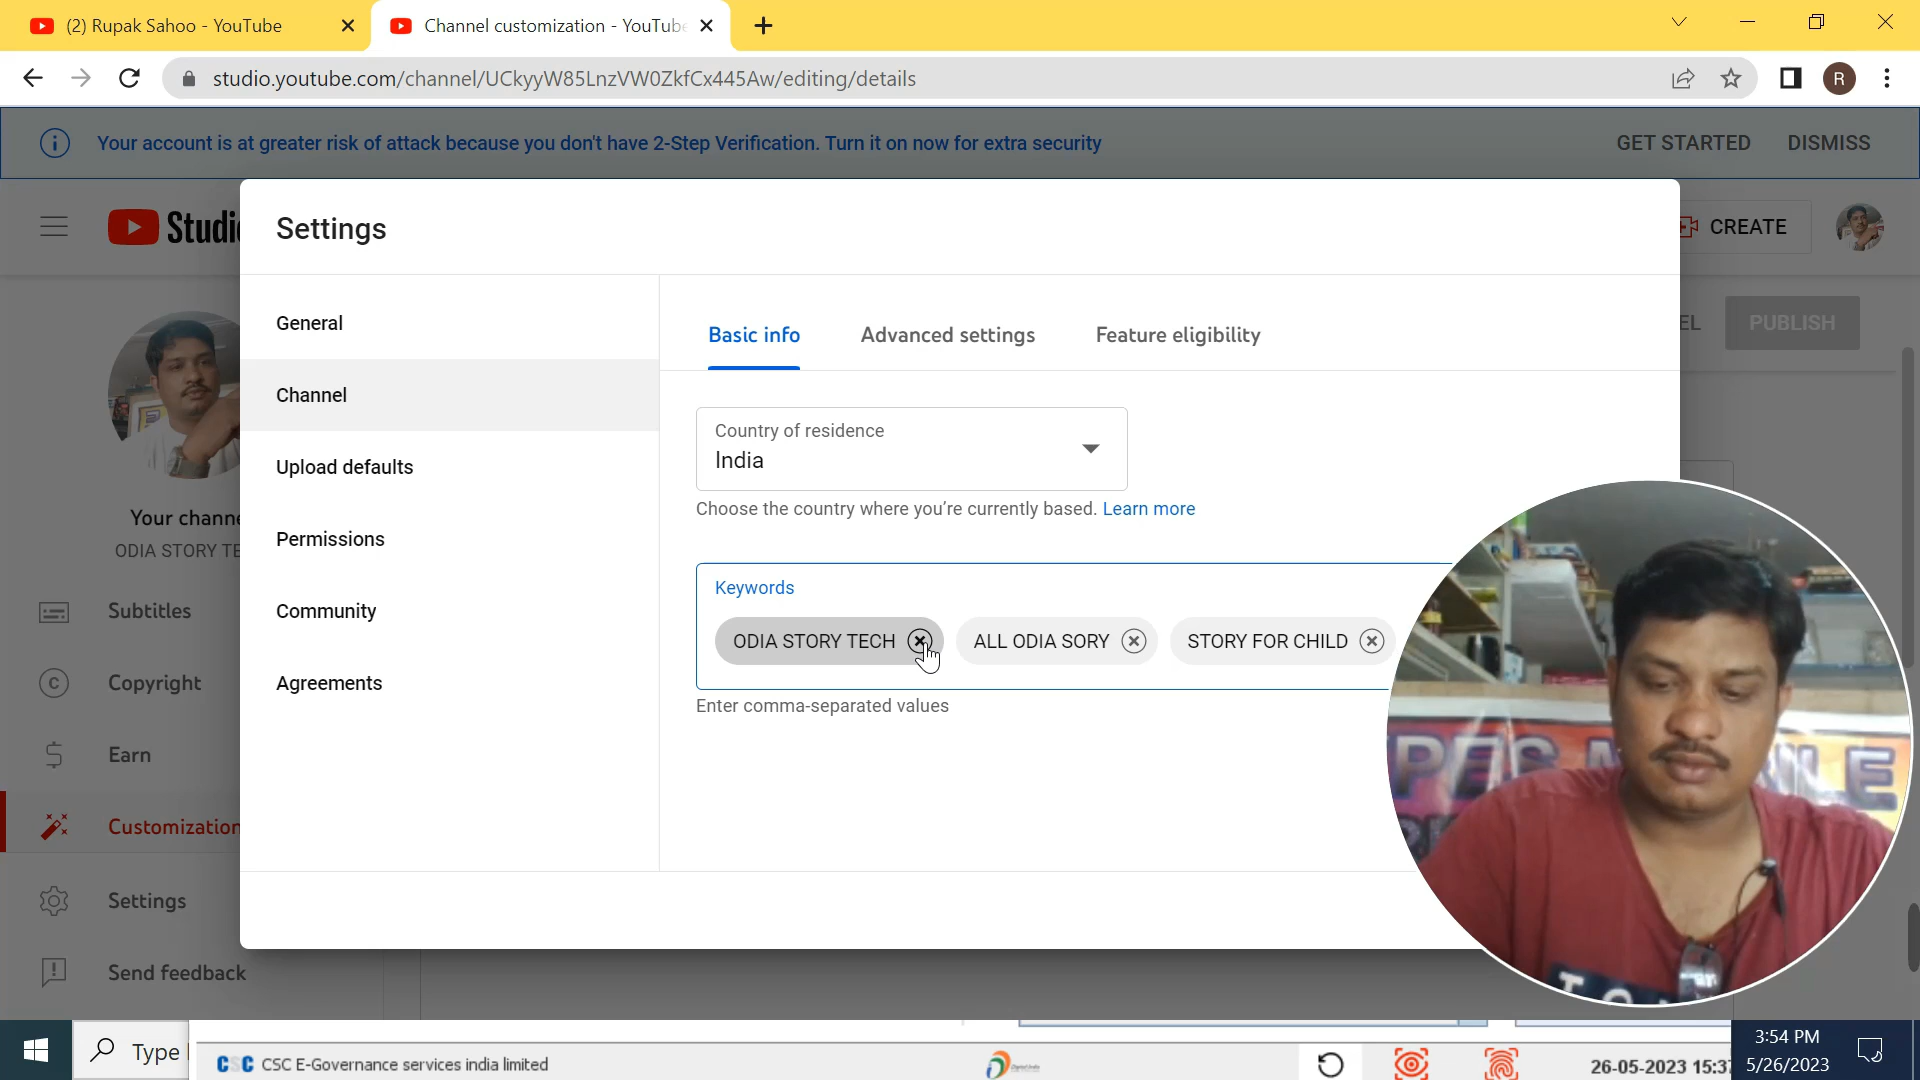 (2) Rupak Sahoo - YouTube
Channel customization - YouTube
studio.youtube.com/channel/UCkyyW85LnzVW0ZkfCx445Aw/editing/details
R
Your account is at greater risk of attack because you don't have 2-Step Verification. Turn it on now for extra security
GET STARTED
DISMISS
Studio
CREATE
Settings
General
Channel
Upload defaults
Permissions
Community
Agreements
Basic info
Advanced settings
Feature eligibility
Country of residence
India
Choose the country where you're currently based. Learn more
Keywords
ODIA STORY TECH
ALL ODIA SORY
STORY FOR CHILD
Enter comma-separated values
EL
PUBLISH
Your channe
ODIA STORY TE
Subtitles
Copyright
Earn
Customization
Settings
Send feedback
Type
CSC CSC E-Governance services india limited
26-05-2023 15:37
3:54 PM
5/26/2023